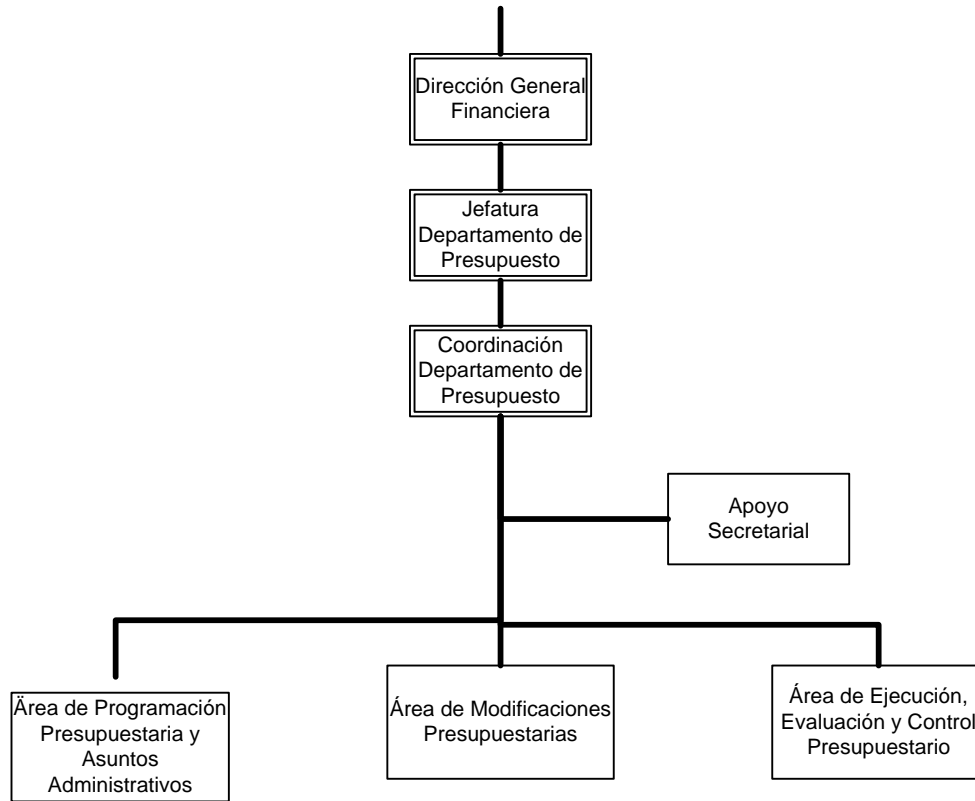 Dirección General
Financiera
Jefatura
Departamento de
Presupuesto
Coordinación
Departamento de
Presupuesto
Apoyo
Secretarial
Ärea de Programación
Presupuestaria y
Asuntos
Administrativos
Área de Modificaciones
Presupuestarias
Área de Ejecución,
Evaluación y Control
Presupuestario